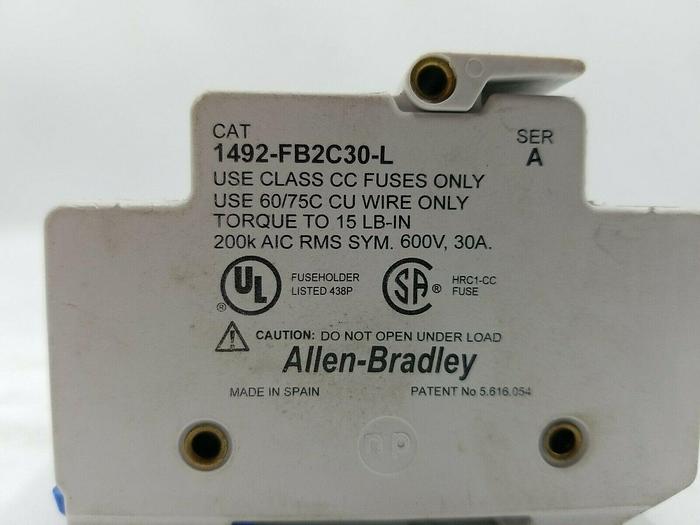 CAT
1492-FB2C30-L
SER
A
USE CLASS CC FUSES ONLY
USE 60/75C CU WIRE ONLY
TORQUE TO 15 LB-IN
200k AIC RMS SYM. 600V, 30A.
UL ®
FUSEHOLDER
LISTED 438P
SA ®
HRC1-CC
FUSE
CAUTION: DO NOT OPEN UNDER LOAD
Allen-Bradley
MADE IN SPAIN
PATENT No 5.616.054